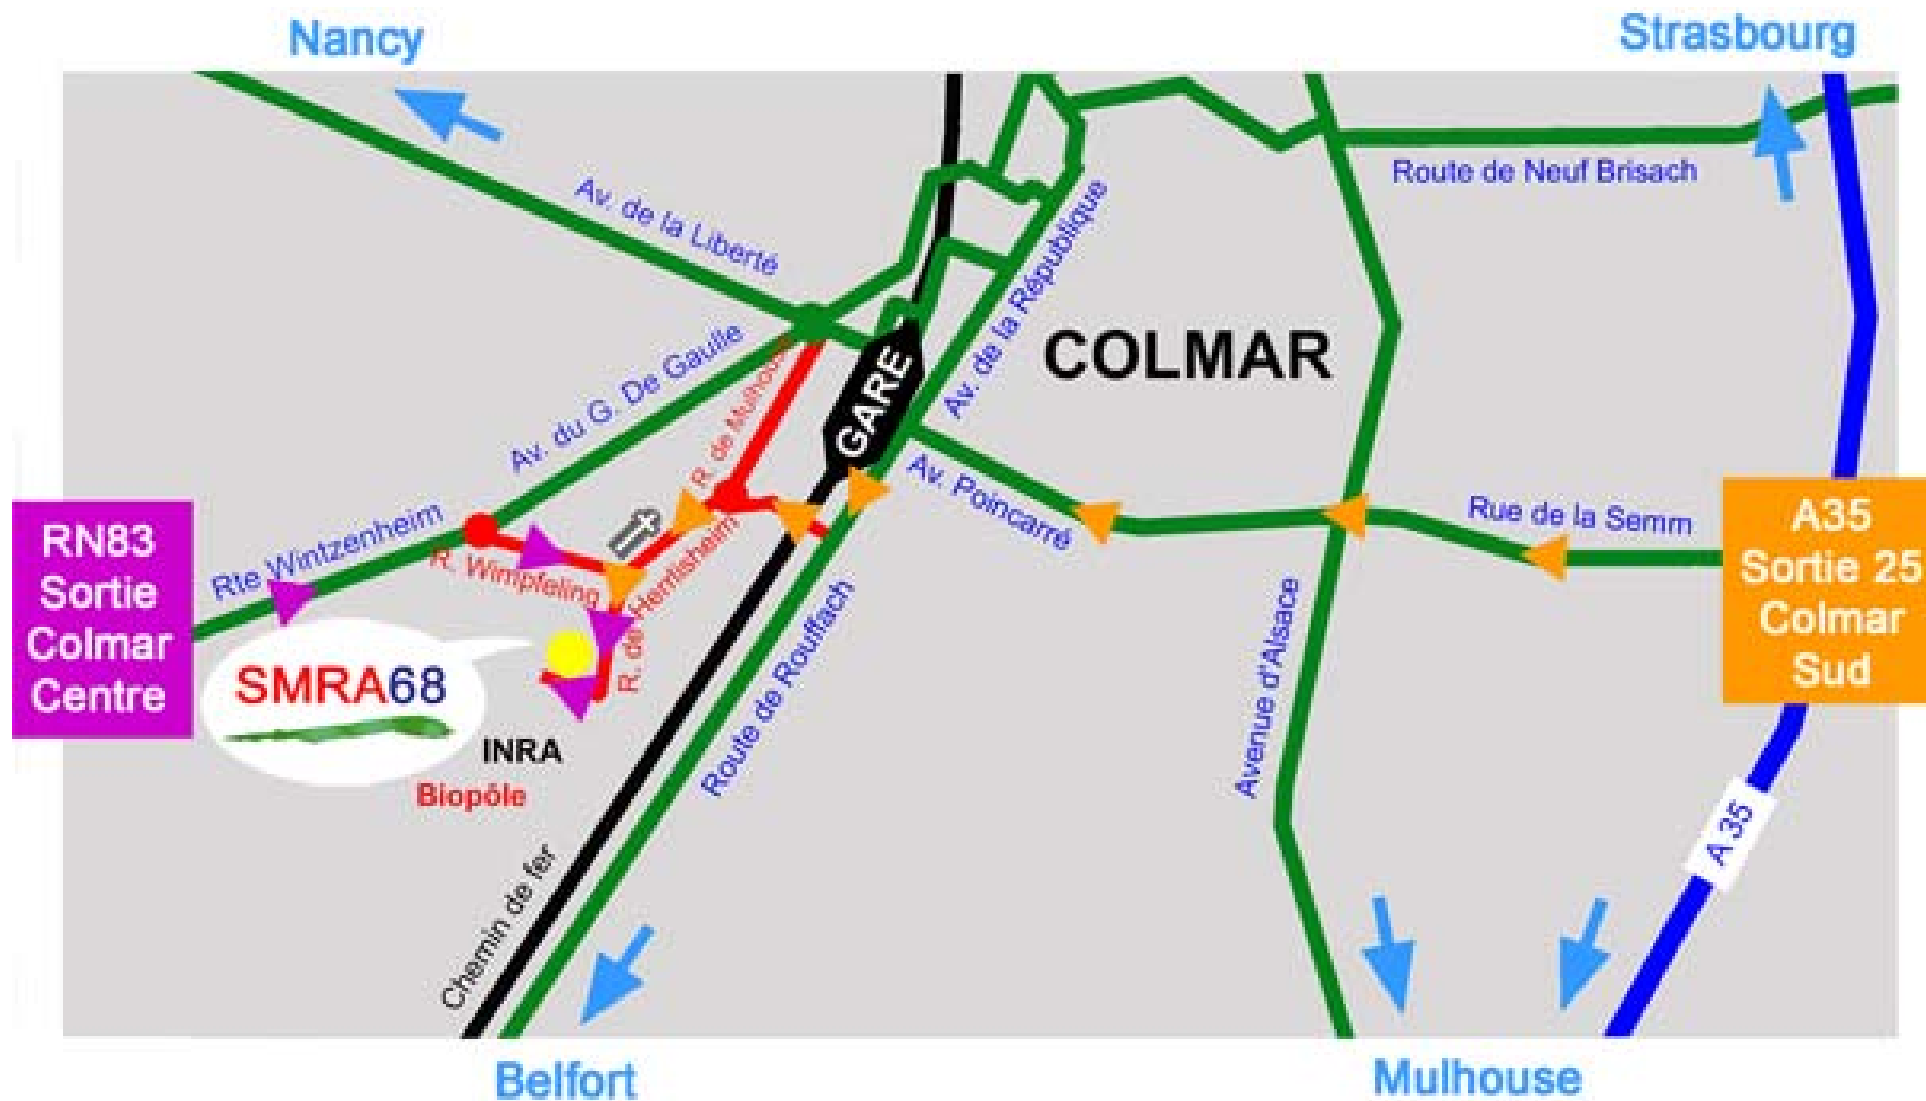 Nancy
Strasbourg
Route de Neuf Brisach
Av. de la Liberté
Av. de la République
COLMAR
Av. du G. De Gaulle
R. de Mulhouse
GARE
Av. Poincarré
Rue de la Semm
A35
Sortie 25
Colmar
Sud
RN83
Sortie
Colmar
Centre
Rte Wintzenheim
R. Wimpfeling
R. de Herrlisheim
SMRA68
INRA
Biopôle
Route de Rouffach
Avenue d'Alsace
A 35
Chemin de fer
Belfort
Mulhouse